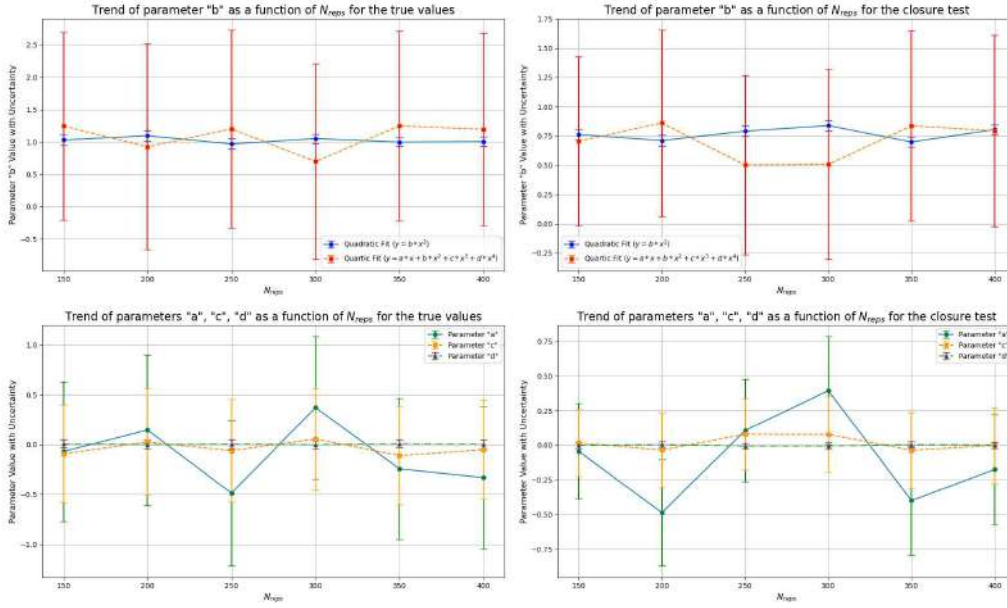 Trend of parameter "b" as a function of N_reps for the true values
Parameter "b" Value with Uncertainty
2.5
2.0
1.5
1.0
0.5
0.0
−0.5
Quadratic Fit (y = b * x²)
Quartic Fit (y = a * x + b * x² + c * x³ + d * x⁴)
150 200 250 300 350 400
N_reps
Trend of parameter "b" as a function of N_reps for the closure test
Parameter "b" Value with Uncertainty
1.75
1.50
1.25
1.00
0.75
0.50
0.25
0.00
−0.25
Quadratic Fit (y = b * x²)
Quartic Fit (y = a * x + b * x² + c * x³ + d * x⁴)
150 200 250 300 350 400
N_reps
Trend of parameters "a", "c", "d" as a function of N_reps for the true values
Parameter Value with Uncertainty
1.0
0.5
0.0
−0.5
−1.0
Parameter "a"
Parameter "c"
Parameter "d"
150 200 250 300 350 400
N_reps
Trend of parameters "a", "c", "d" as a function of N_reps for the closure test
Parameter Value with Uncertainty
0.75
0.50
0.25
0.00
−0.25
−0.50
−0.75
Parameter "a"
Parameter "c"
Parameter "d"
150 200 250 300 350 400
N_reps